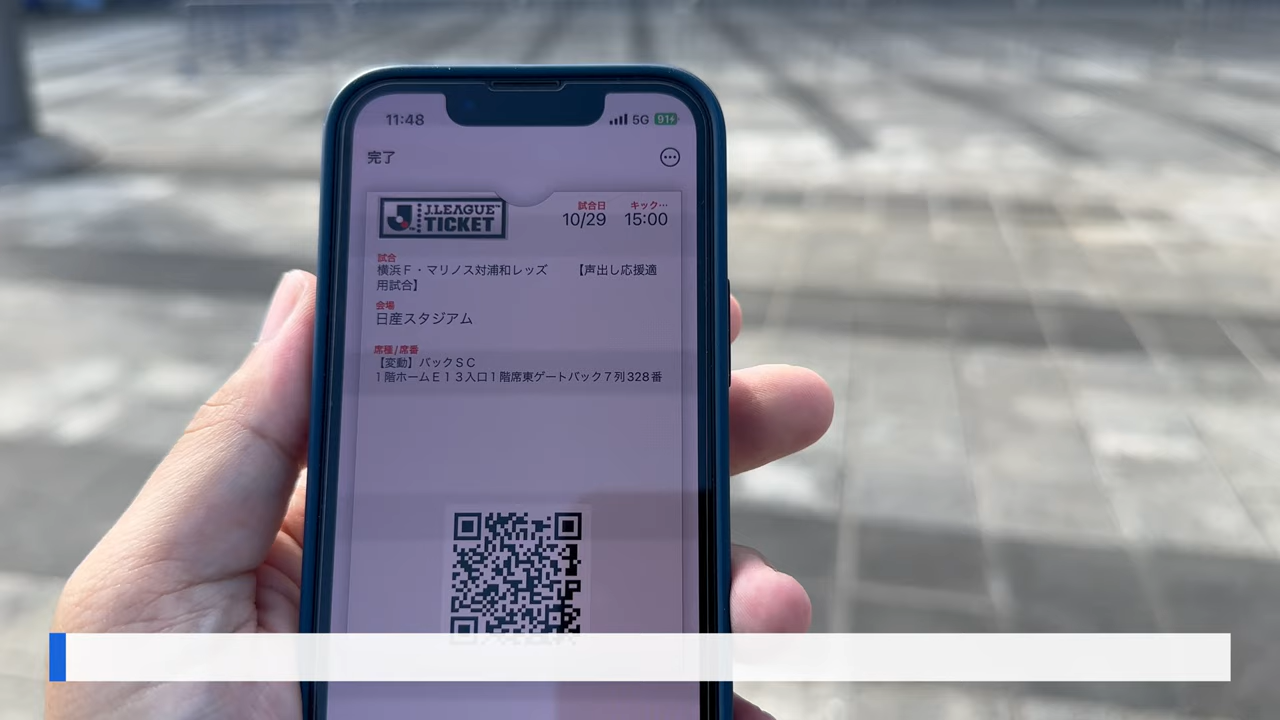 11:48 5G 91
完了
J.LEAGUE TICKET
試合日 キック…
10/29 15:00
試合
横浜F・マリノス対浦和レッズ 【声出し応援適
用試合】
会場
日産スタジアム
席種/席番
【変動】バックSC
1階ホームE13入口1階席東ゲートバック7列328番